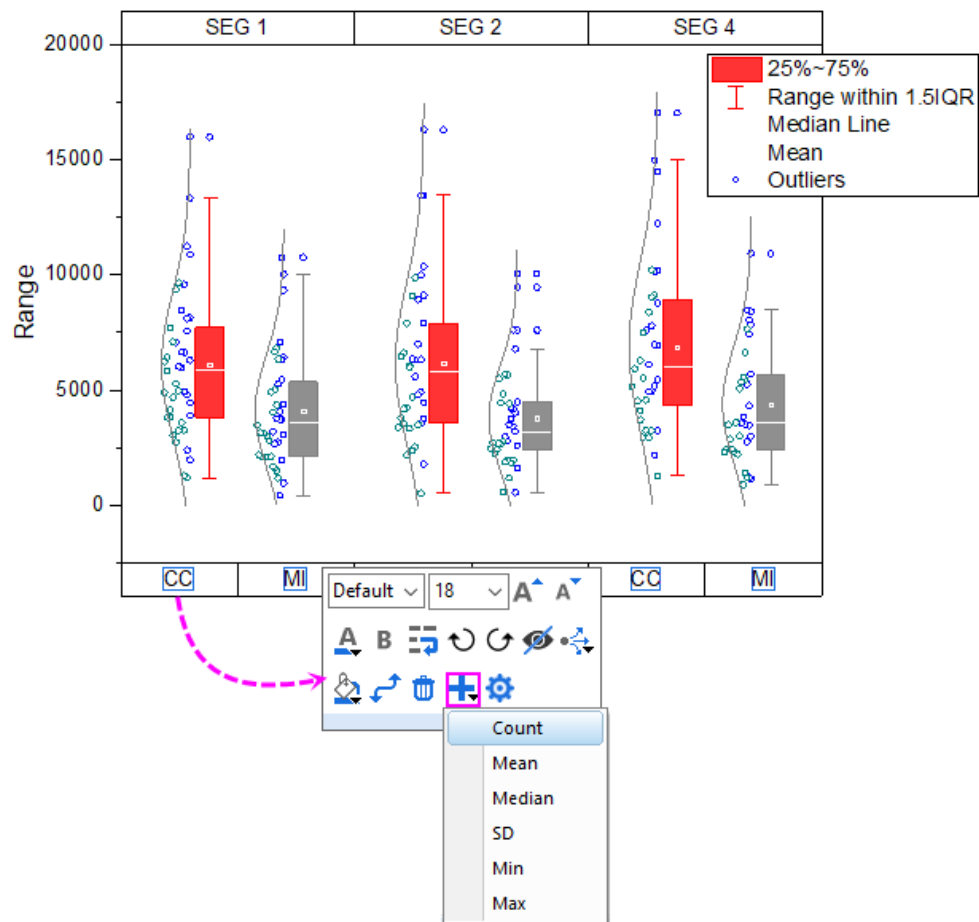 SEG 1 SEG 2 SEG 4
20000
25%~75%
Range within 1.5IQR
Median Line
Mean
Outliers
15000
10000
Range
5000
0
CC MI CC MI
Default 18 A A
A B
Count
Mean
Median
SD
Min
Max